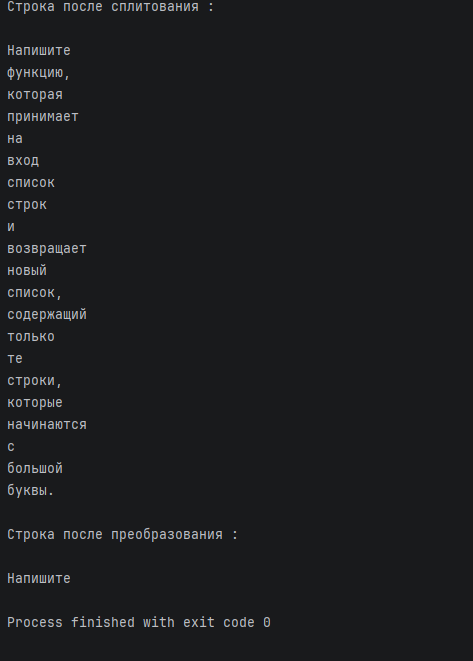 Строка после сплитования :
Напишите
функцию,
которая
принимает
на
вход
список
строк
и
возвращает
новый
список,
содержащий
только
те
строки,
которые
начинаются
с
большой
буквы.
Строка после преобразования :
Напишите
Process finished with exit code 0